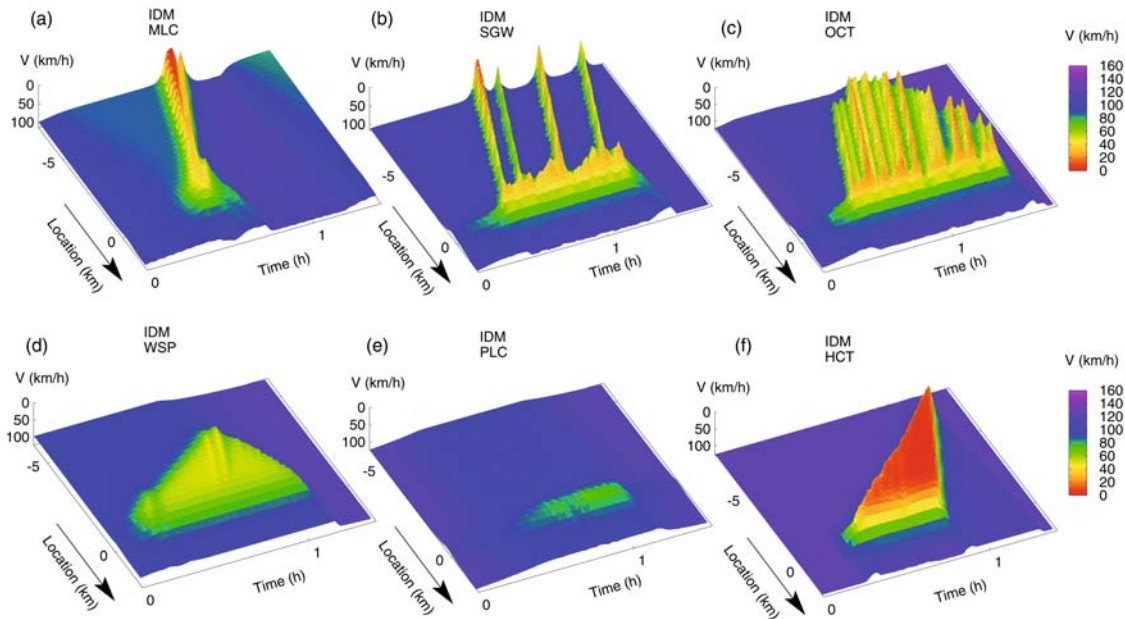 (a)
IDM
MLC
V (km/h)
0
50
100
-5
0
Location (km)
0
Time (h)
1
(b)
IDM
SGW
V (km/h)
0
50
100
-5
0
Location (km)
0
Time (h)
1
(c)
IDM
OCT
V (km/h)
0
50
100
-5
0
Location (km)
0
Time (h)
1
V (km/h)
160
140
120
100
80
60
40
20
0
(d)
IDM
WSP
V (km/h)
0
50
100
-5
0
Location (km)
0
Time (h)
1
(e)
IDM
PLC
V (km/h)
0
50
100
-5
0
Location (km)
0
Time (h)
1
(f)
IDM
HCT
V (km/h)
0
50
100
-5
0
Location (km)
0
Time (h)
1
V (km/h)
160
140
120
100
80
60
40
20
0